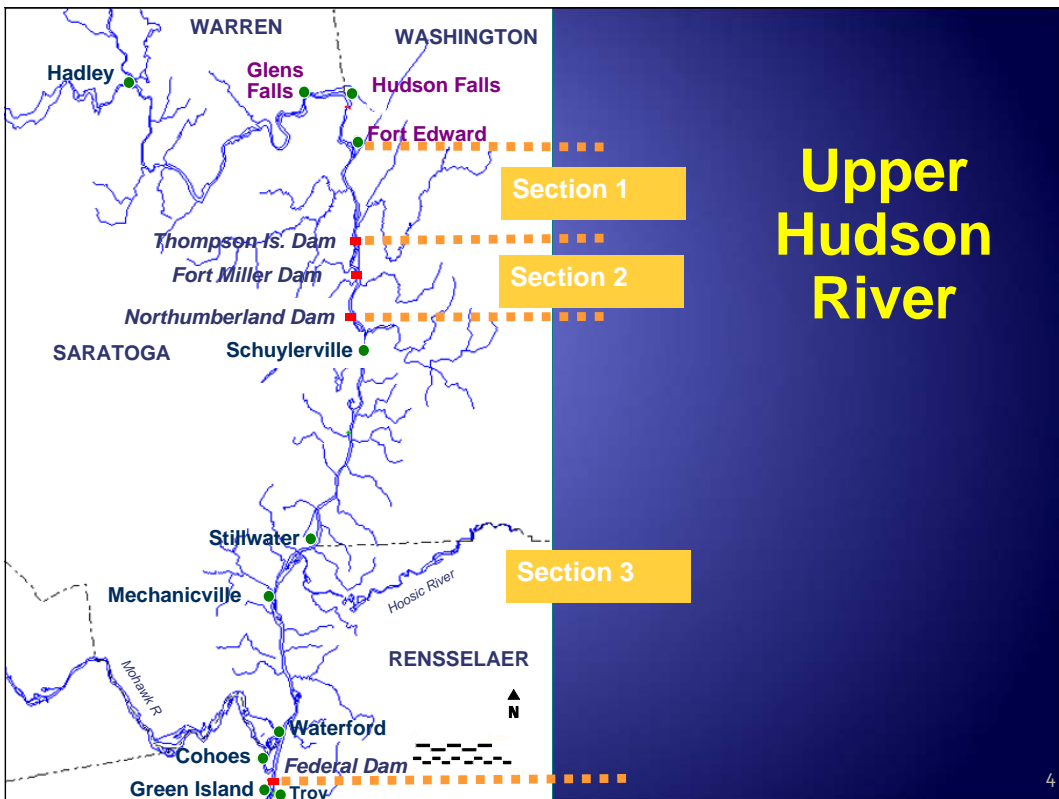 WARREN
WASHINGTON
Hadley
Glens
Falls
Hudson Falls
Fort Edward
Section 1
Upper
Hudson
River
Thompson Is. Dam
Fort Miller Dam
Section 2
Northumberland Dam
SARATOGA
Schuylerville
Stillwater
Section 3
Mechanicville
Hoosic River
RENSSELAER
Mohawk R
N
Waterford
Cohoes
Federal Dam
Green Island
Troy
4